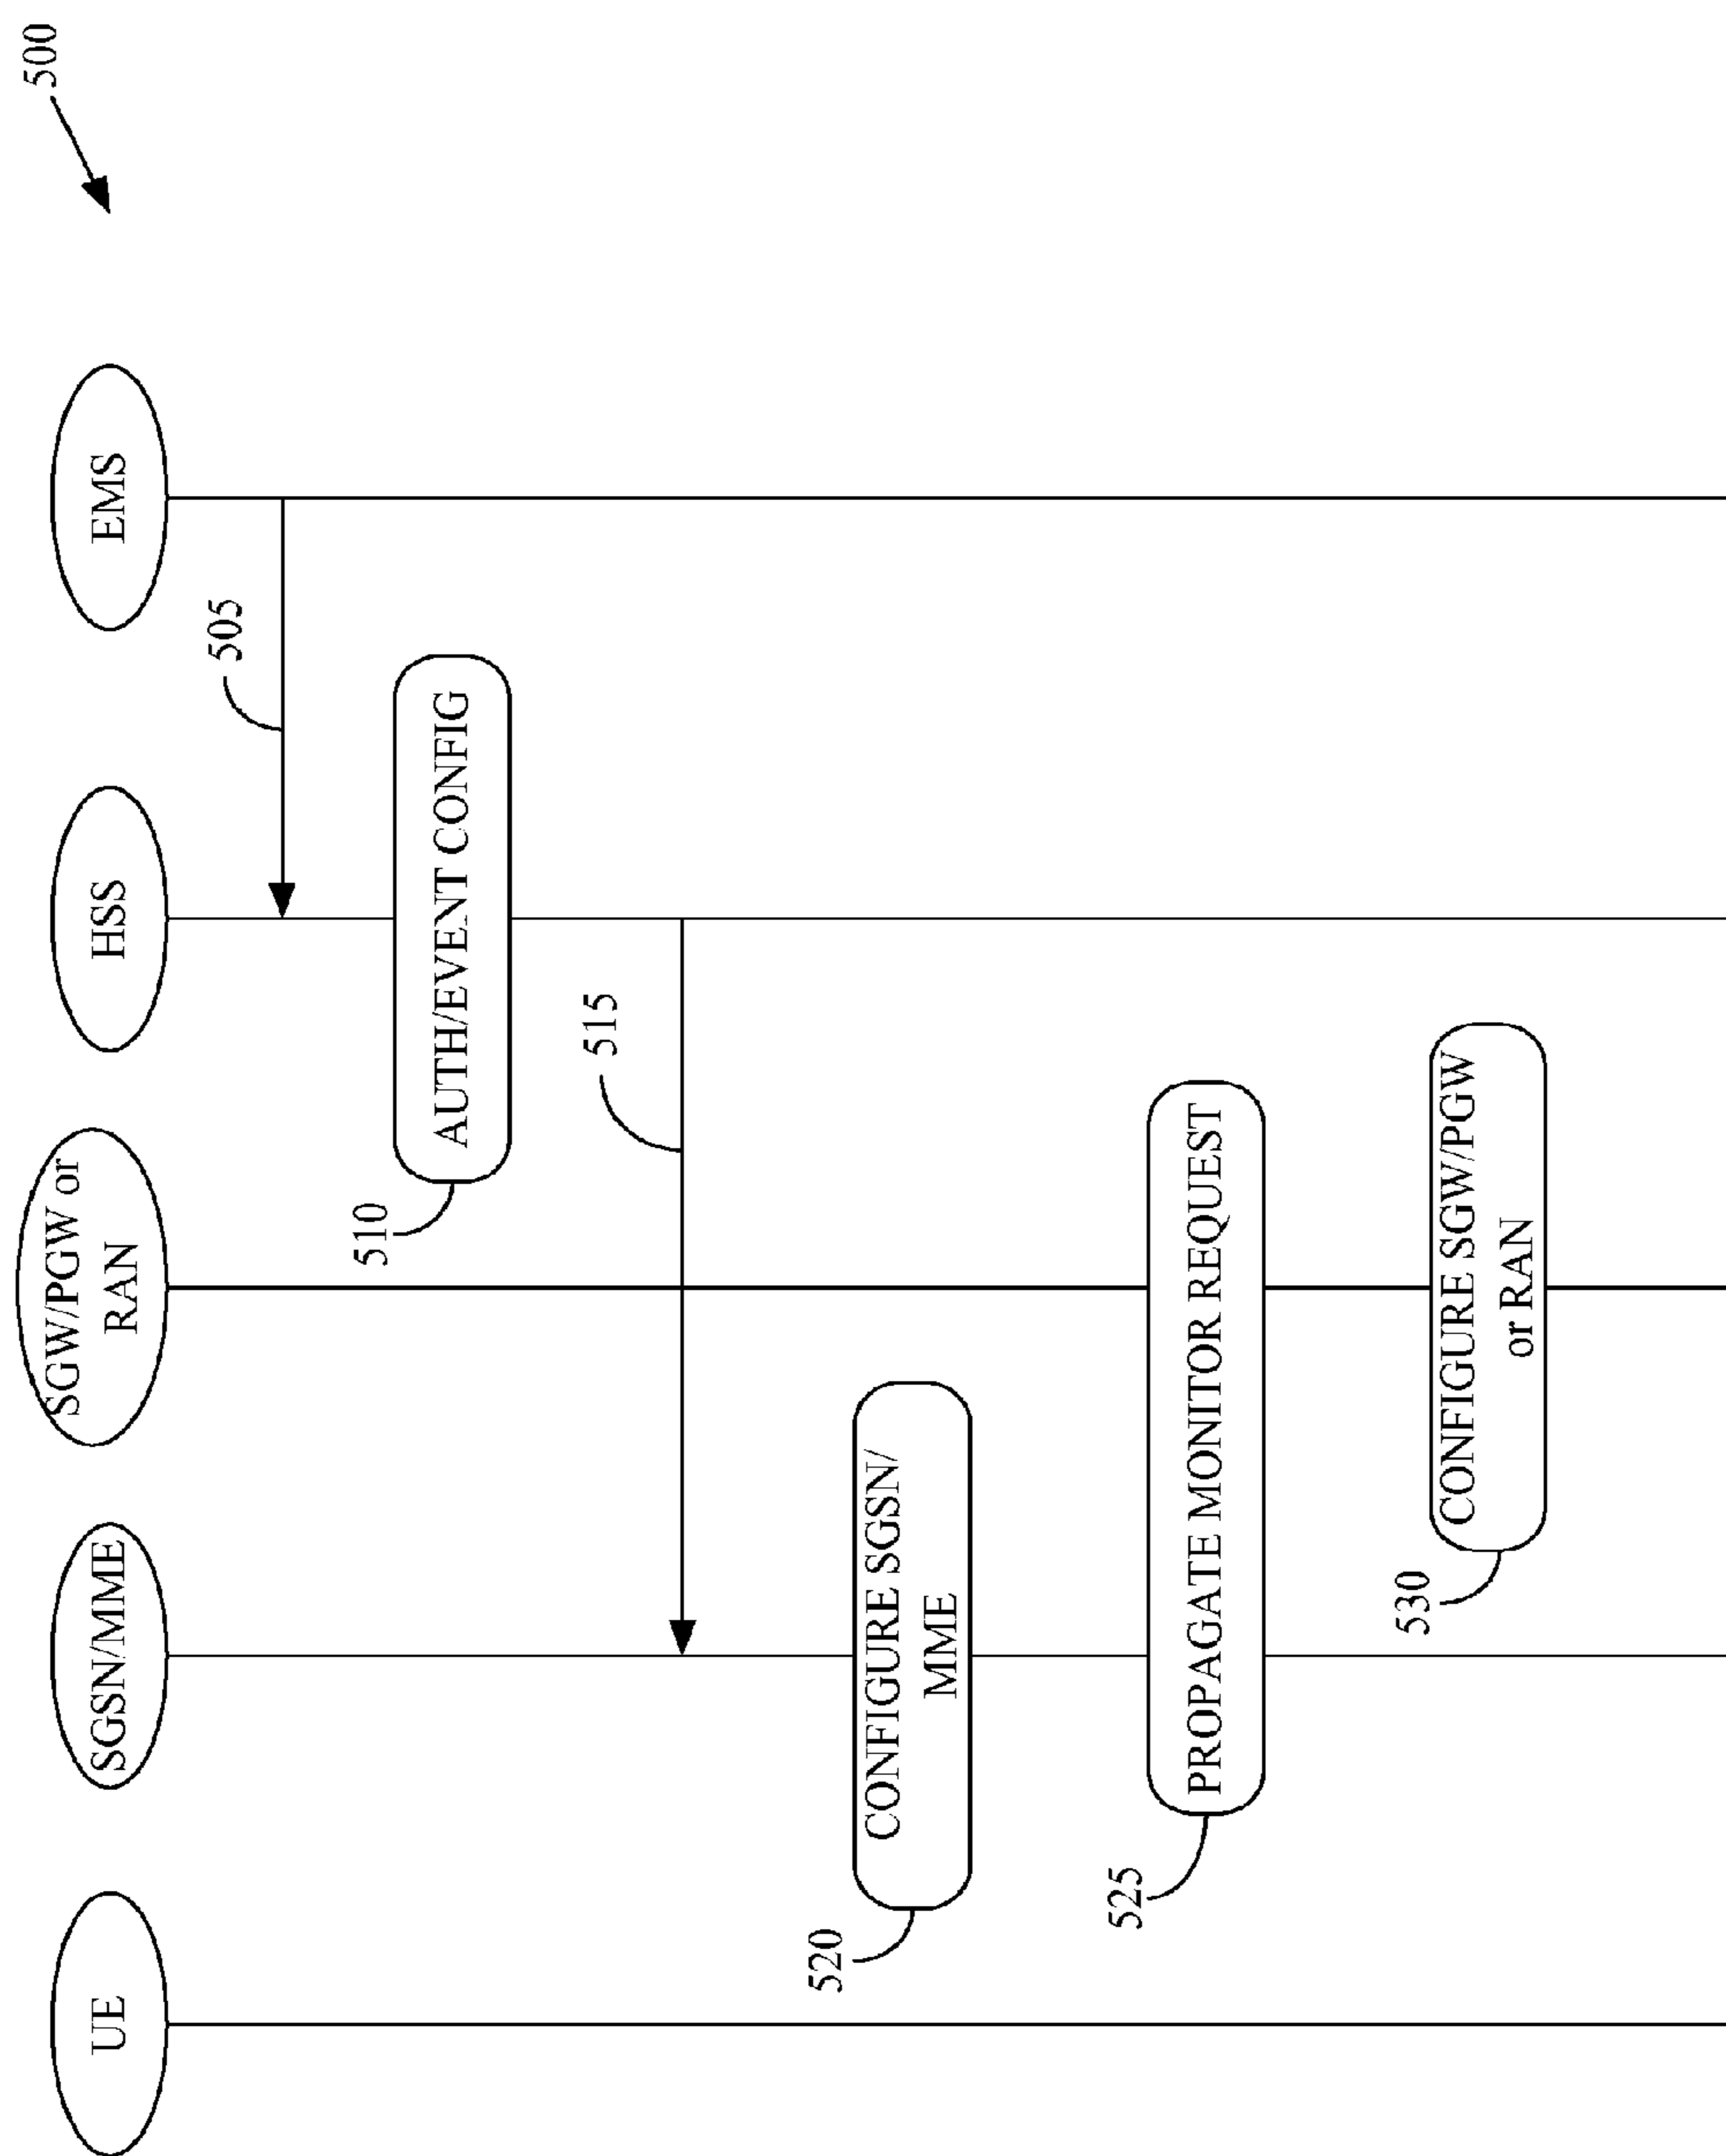 500
UE
SGSN/MME
SGW/PGW or
RAN
HSS
EMS
505
510
AUTH/EVENT CONFIG
515
520
CONFIGURE SGSN/
MME
525
PROPAGATE MONITOR REQUEST
530
CONFIGURE SGW/PGW
or RAN